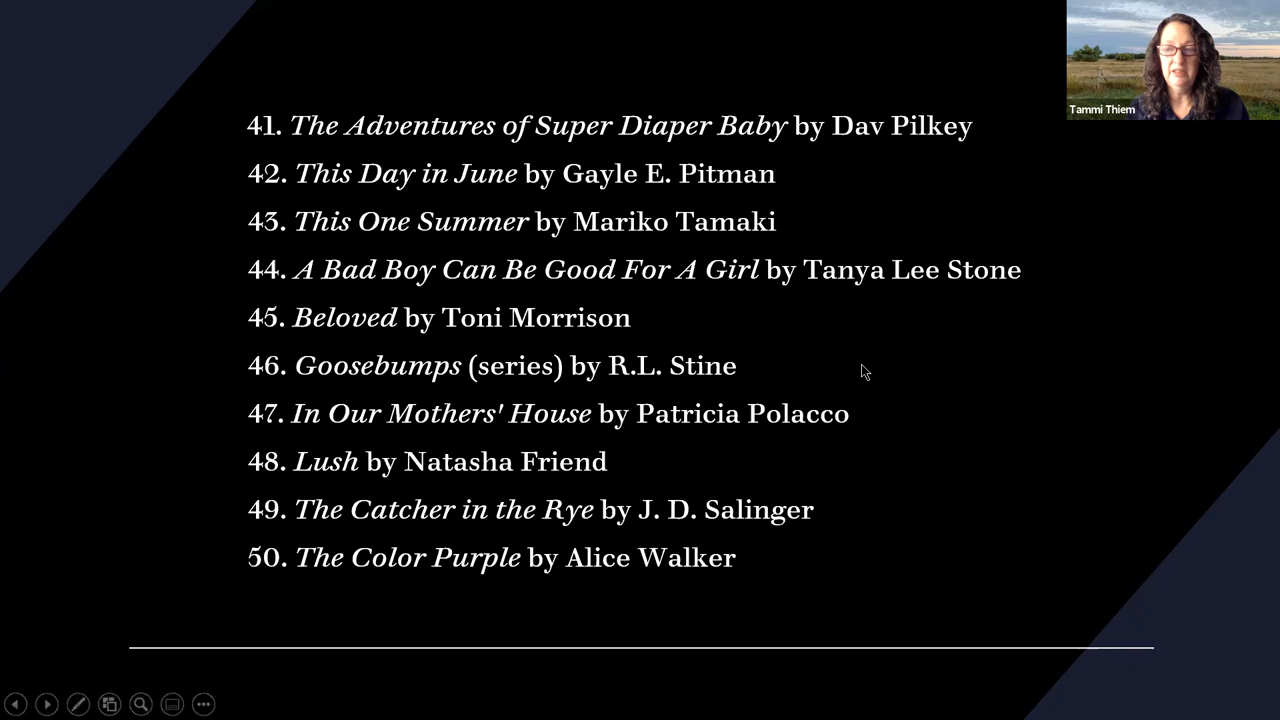 Tammi Thiem
41. The Adventures of Super Diaper Baby by Dav Pilkey
42. This Day in June by Gayle E. Pitman
43. This One Summer by Mariko Tamaki
44. A Bad Boy Can Be Good For A Girl by Tanya Lee Stone
45. Beloved by Toni Morrison
46. Goosebumps (series) by R.L. Stine
47. In Our Mothers' House by Patricia Polacco
48. Lush by Natasha Friend
49. The Catcher in the Rye by J. D. Salinger
50. The Color Purple by Alice Walker